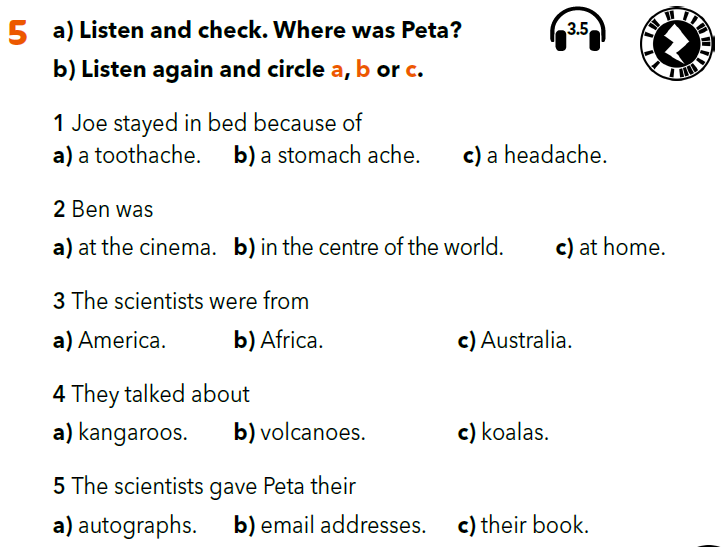 5 a) Listen and check. Where was Peta?
3.5
b) Listen again and circle a, b or c.
1 Joe stayed in bed because of
a) a toothache. b) a stomach ache. c) a headache.
2 Ben was
a) at the cinema. b) in the centre of the world. c) at home.
3 The scientists were from
a) America. b) Africa. c) Australia.
4 They talked about
a) kangaroos. b) volcanoes. c) koalas.
5 The scientists gave Peta their
a) autographs. b) email addresses. c) their book.